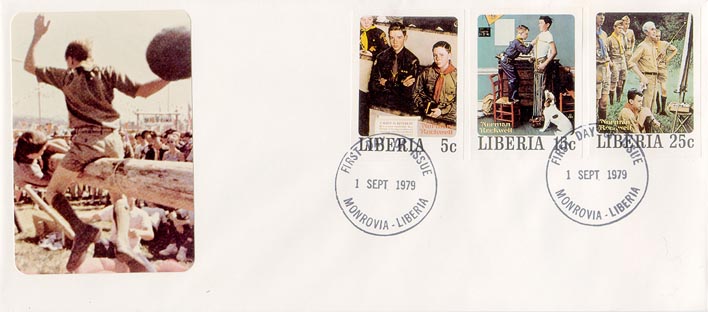 Norman
Rockwell
LIBERIA 5c
Norman
Rockwell
LIBERIA 15c
Norman
Rockwell
LIBERIA 25c
FIRST DAY OF ISSUE
1 SEPT 1979
MONROVIA - LIBERIA
FIRST DAY OF ISSUE
1 SEPT 1979
MONROVIA - LIBERIA